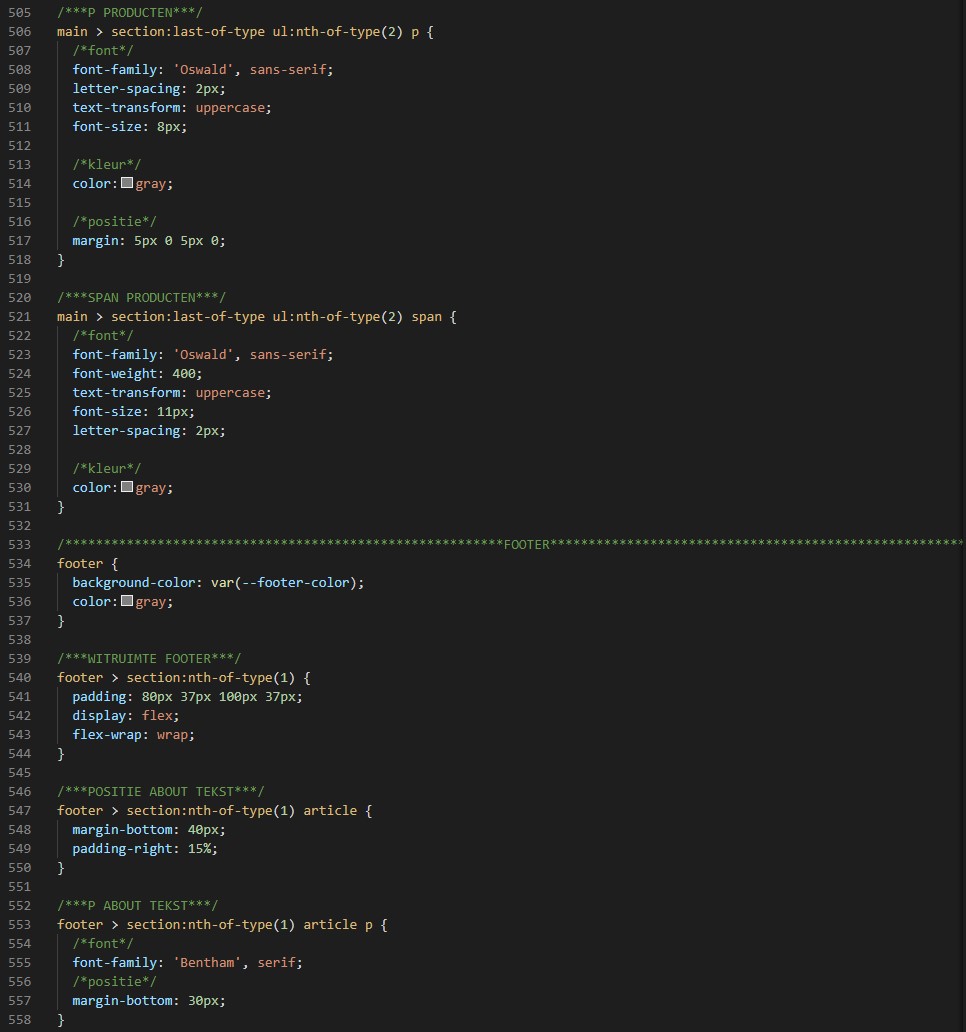 505 /***P PRODUCTEN***/
506 main > section:last-of-type ul:nth-of-type(2) p {
507 /*font*/
508 font-family: 'Oswald', sans-serif;
509 letter-spacing: 2px;
510 text-transform: uppercase;
511 font-size: 8px;
512
513 /*kleur*/
514 color: gray;
515
516 /*positie*/
517 margin: 5px 0 5px 0;
518 }
519
520 /***SPAN PRODUCTEN***/
521 main > section:last-of-type ul:nth-of-type(2) span {
522 /*font*/
523 font-family: 'Oswald', sans-serif;
524 font-weight: 400;
525 text-transform: uppercase;
526 font-size: 11px;
527 letter-spacing: 2px;
528
529 /*kleur*/
530 color: gray;
531 }
532
533 /*********************************************************FOOTER******************************************************
534 footer {
535 background-color: var(--footer-color);
536 color: gray;
537 }
538
539 /***WITRUIMTE FOOTER***/
540 footer > section:nth-of-type(1) {
541 padding: 80px 37px 100px 37px;
542 display: flex;
543 flex-wrap: wrap;
544 }
545
546 /***POSITIE ABOUT TEKST***/
547 footer > section:nth-of-type(1) article {
548 margin-bottom: 40px;
549 padding-right: 15%;
550 }
551
552 /***P ABOUT TEKST***/
553 footer > section:nth-of-type(1) article p {
554 /*font*/
555 font-family: 'Bentham', serif;
556 /*positie*/
557 margin-bottom: 30px;
558 }